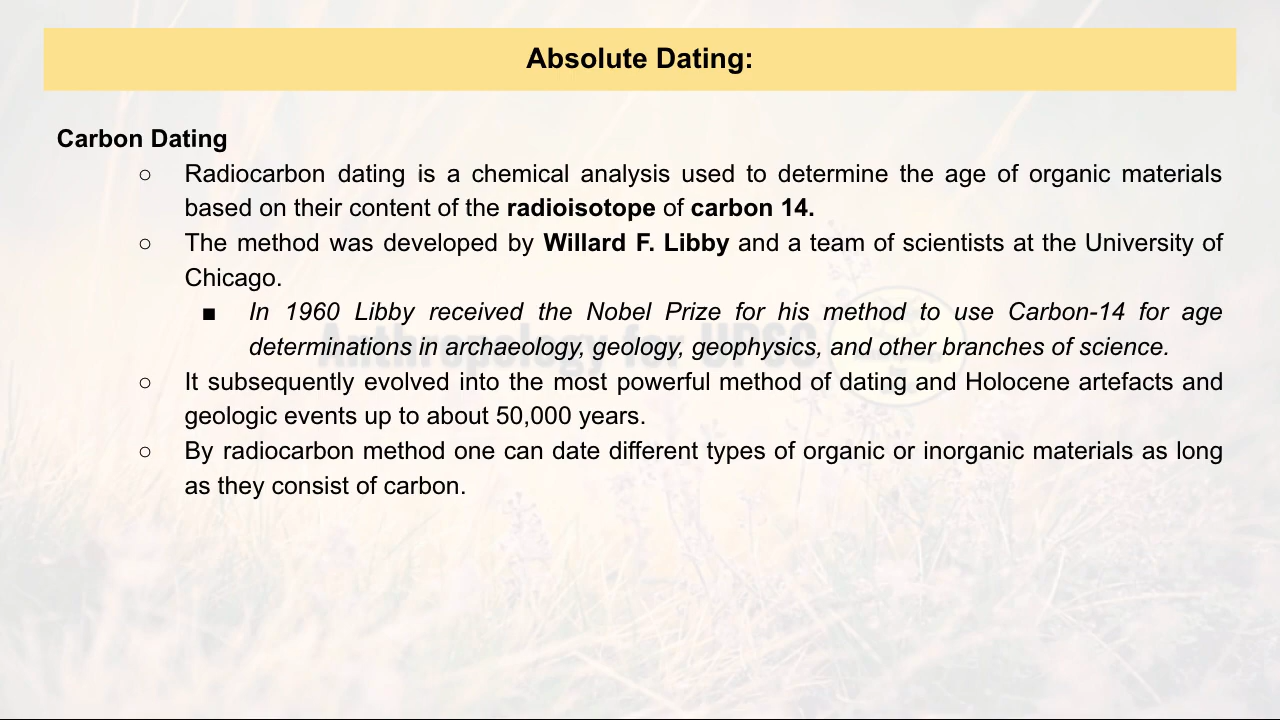 Absolute Dating:
Carbon Dating
○ Radiocarbon dating is a chemical analysis used to determine the age of organic materials
based on their content of the radioisotope of carbon 14.
○ The method was developed by Willard F. Libby and a team of scientists at the University of
Chicago.
■ In 1960 Libby received the Nobel Prize for his method to use Carbon-14 for age
Anthropology for UPSC
determinations in archaeology, geology, geophysics, and other branches of science.
○ It subsequently evolved into the most powerful method of dating and Holocene artefacts and
geologic events up to about 50,000 years.
○ By radiocarbon method one can date different types of organic or inorganic materials as long
as they consist of carbon.